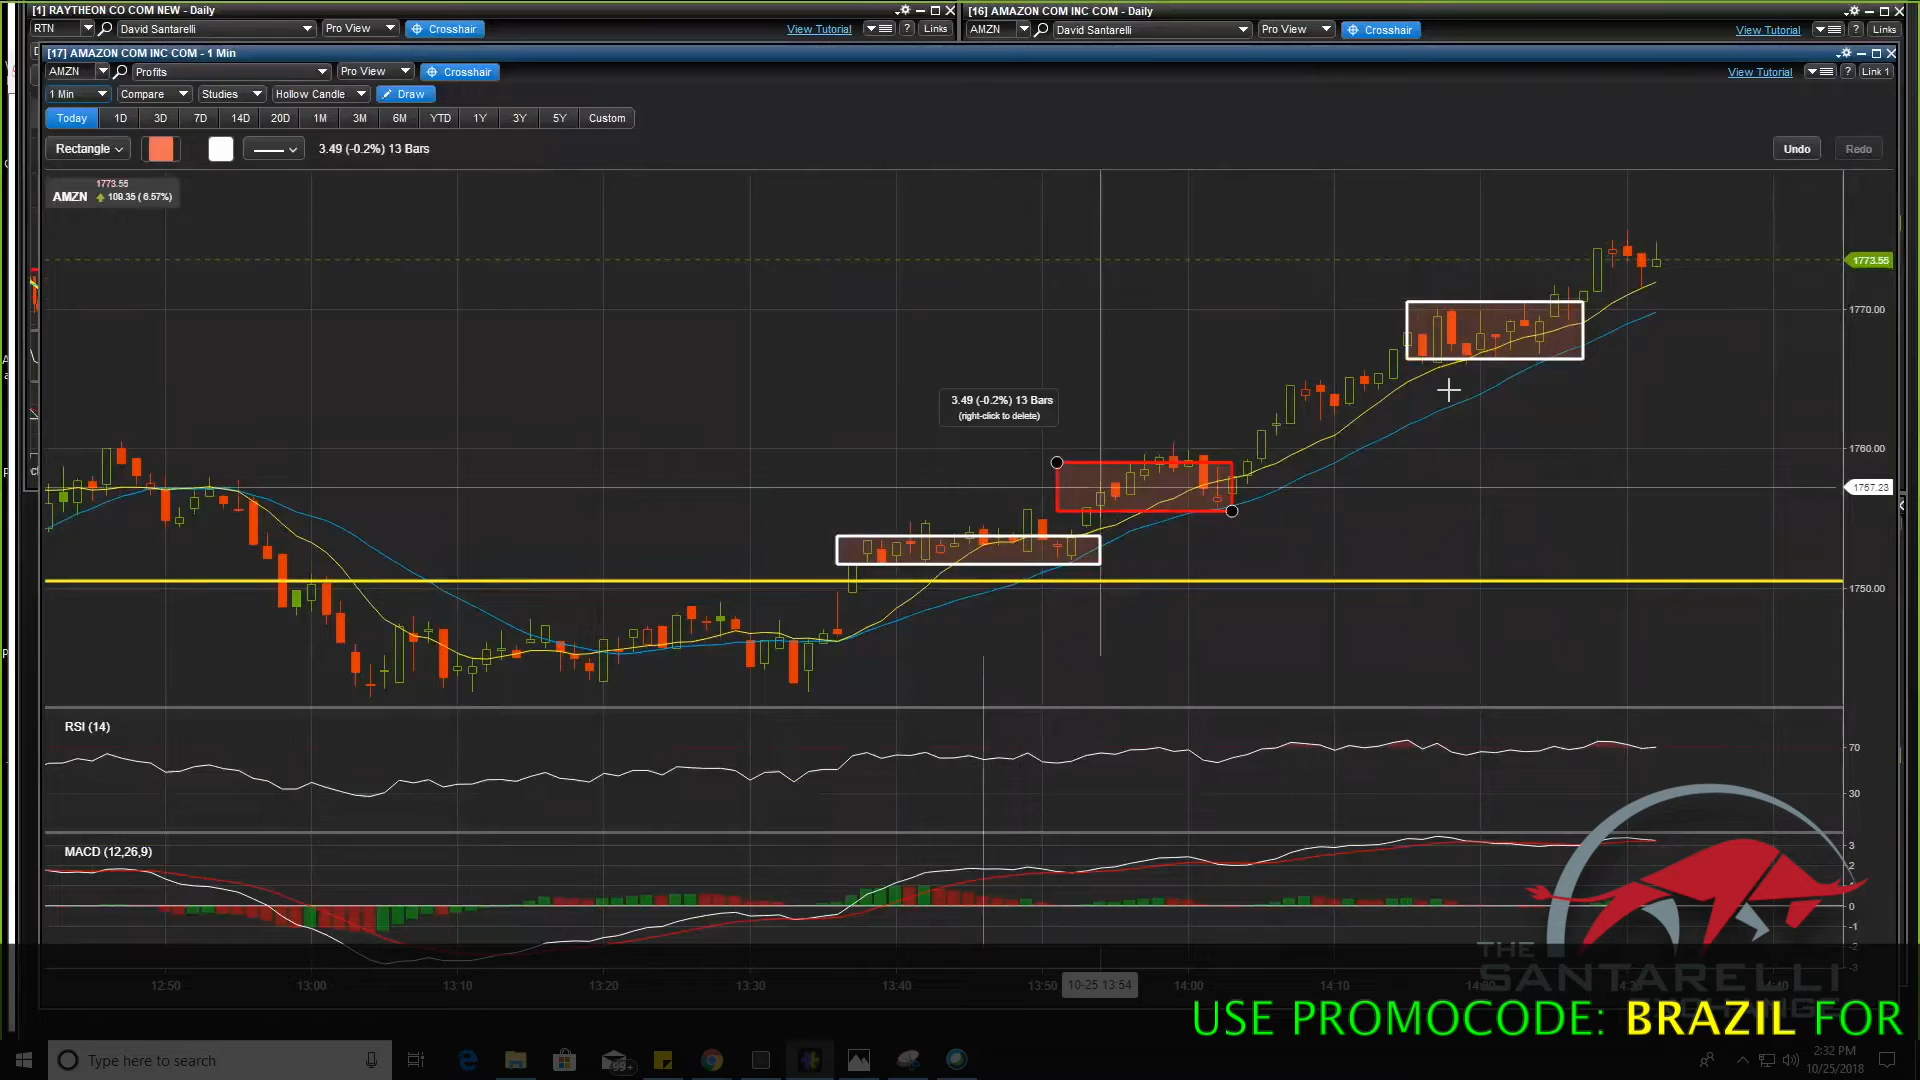 [1] RAYTHEON CO COM NEW - Daily
[16] AMAZON COM INC COM - Daily
RTN David Santarelli Pro View Crosshair View Tutorial ? Links
AMZN David Santarelli Pro View Crosshair View Tutorial ? Links
[17] AMAZON COM INC COM - 1 Min
AMZN Profits Pro View Crosshair View Tutorial ? Link 1
1 Min Compare Studies Hollow Candle Draw
Today 1D 3D 7D 14D 20D 1M 3M 6M YTD 1Y 3Y 5Y Custom
Rectangle 3.49 (-0.2%) 13 Bars Undo Redo
1773.55
AMZN 109.35 (6.57%)
1773.55
1770.00
3.49 (-0.2%) 13 Bars
(right-click to delete)
1760.00
1757.23
1750.00
RSI (14)
70
30
MACD (12,26,9)
3
2
0
-1
-2
-3
12:50 13:00 13:10 13:20 13:30 13:40 13:50 10-25 13:54 14:00 14:10
THE
SANTARELLI
USE PROMOCODE: BRAZIL FOR
Type here to search
99+
2:32 PM
10/25/2018